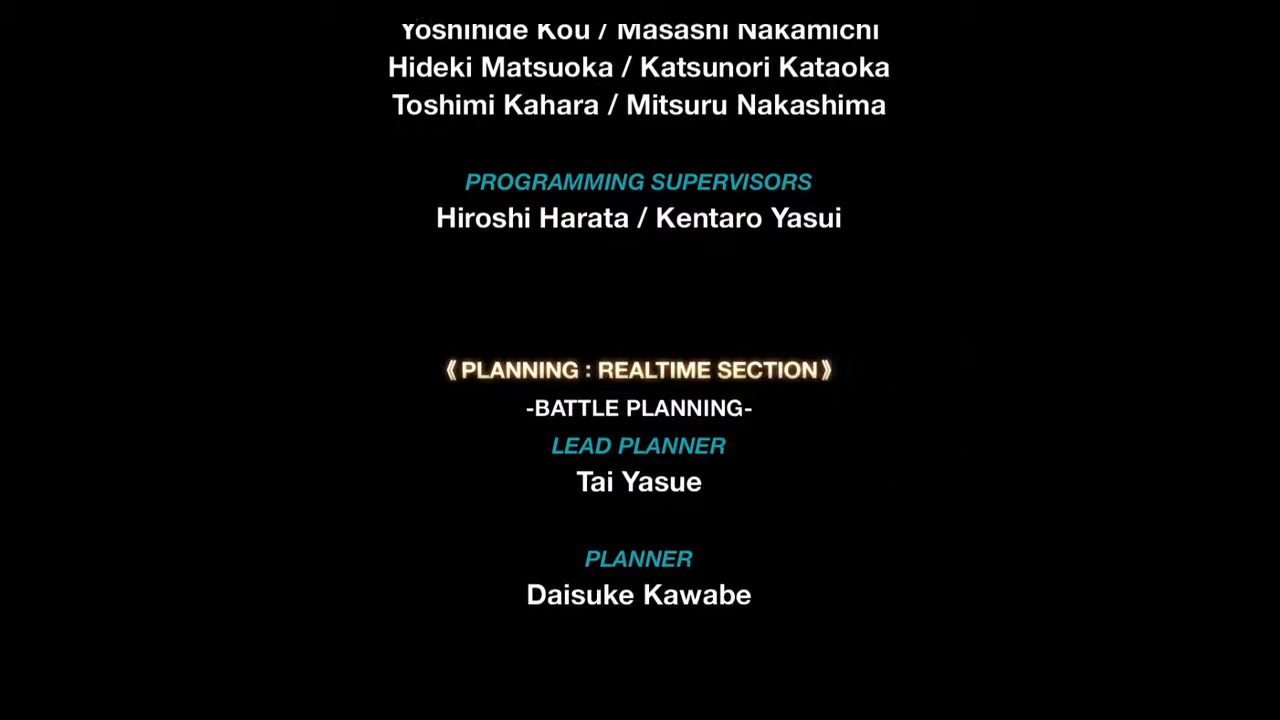 Yoshihide Kou / Masashi Nakamichi
Hideki Matsuoka / Katsunori Kataoka
Toshimi Kahara / Mitsuru Nakashima
PROGRAMMING SUPERVISORS
Hiroshi Harata / Kentaro Yasui
《PLANNING : REALTIME SECTION》
-BATTLE PLANNING-
LEAD PLANNER
Tai Yasue
PLANNER
Daisuke Kawabe